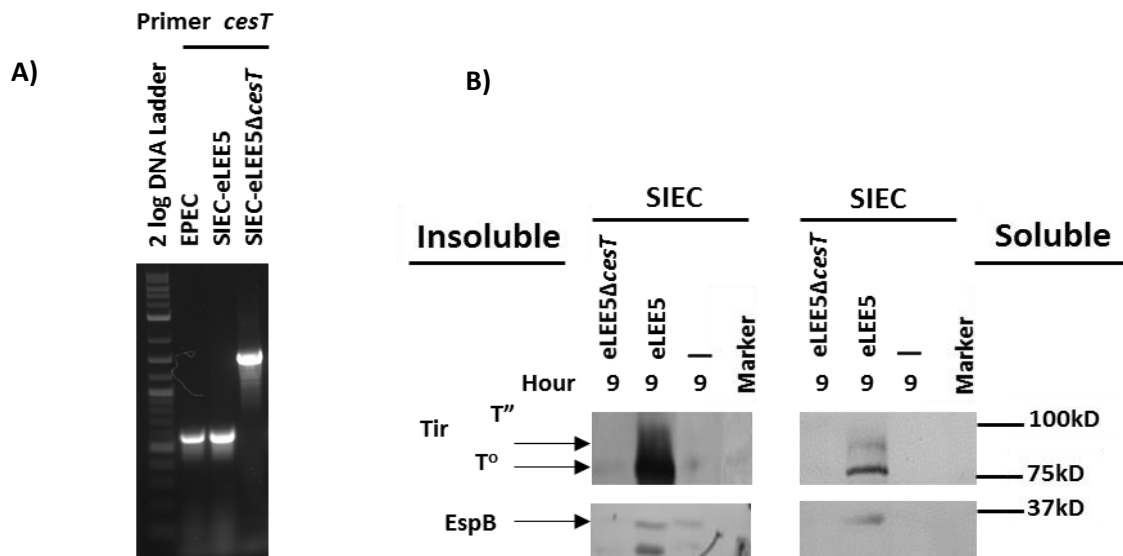 Primer cesT
A)
2 log DNA Ladder
EPEC
SIEC-eLEE5
SIEC-eLEE5ΔcesT
B)
SIEC
SIEC
Insoluble
Soluble
eLEE5ΔcesT
eLEE5
—
Marker
eLEE5ΔcesT
eLEE5
—
Marker
Hour 9 9 9
9 9 9
Tir T”
Tº
EspB
100kD
75kD
37kD